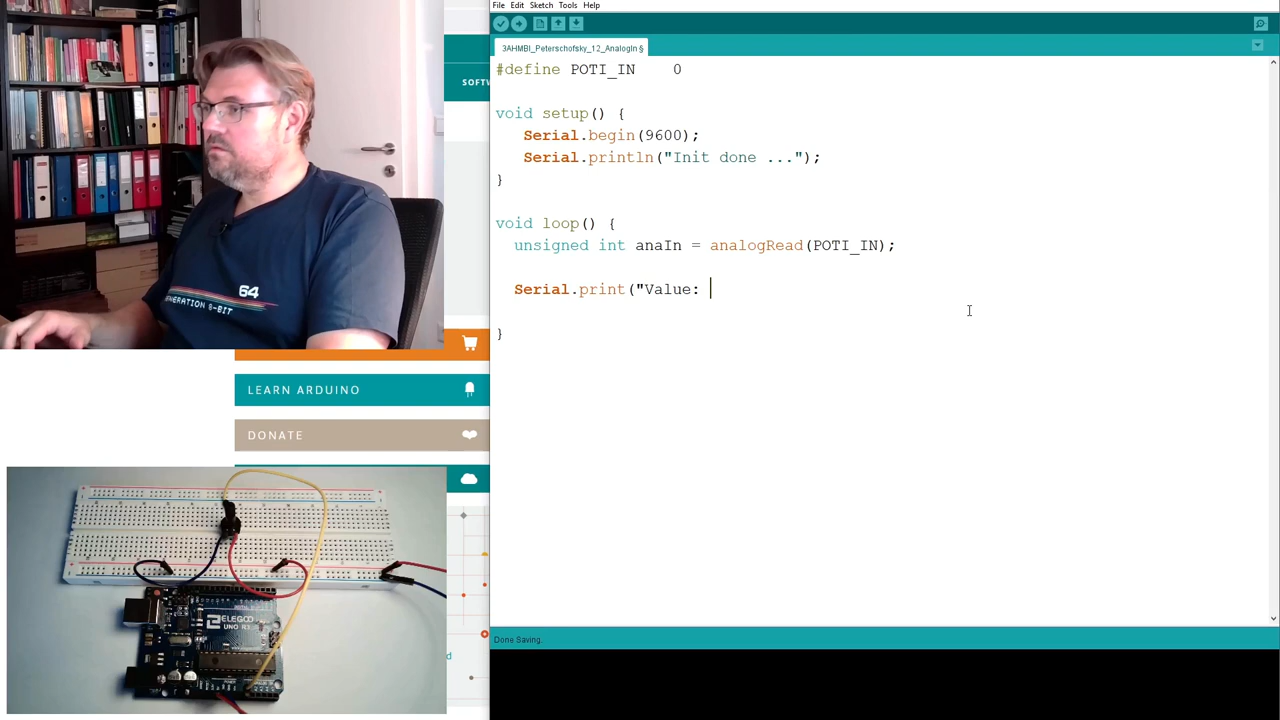 File Edit Sketch Tools Help
3AHMBI_Peterschofsky_12_AnalogIn §
#define POTI_IN 0
void setup() {
Serial.begin(9600);
Serial.println("Init done ...");
}
void loop() {
unsigned int anaIn = analogRead(POTI_IN);
Serial.print("Value:
}
Done Saving.
SOFTW
64
GENERATION 8-BIT
LEARN ARDUINO
DONATE
d
ELEGOO
UNO R3